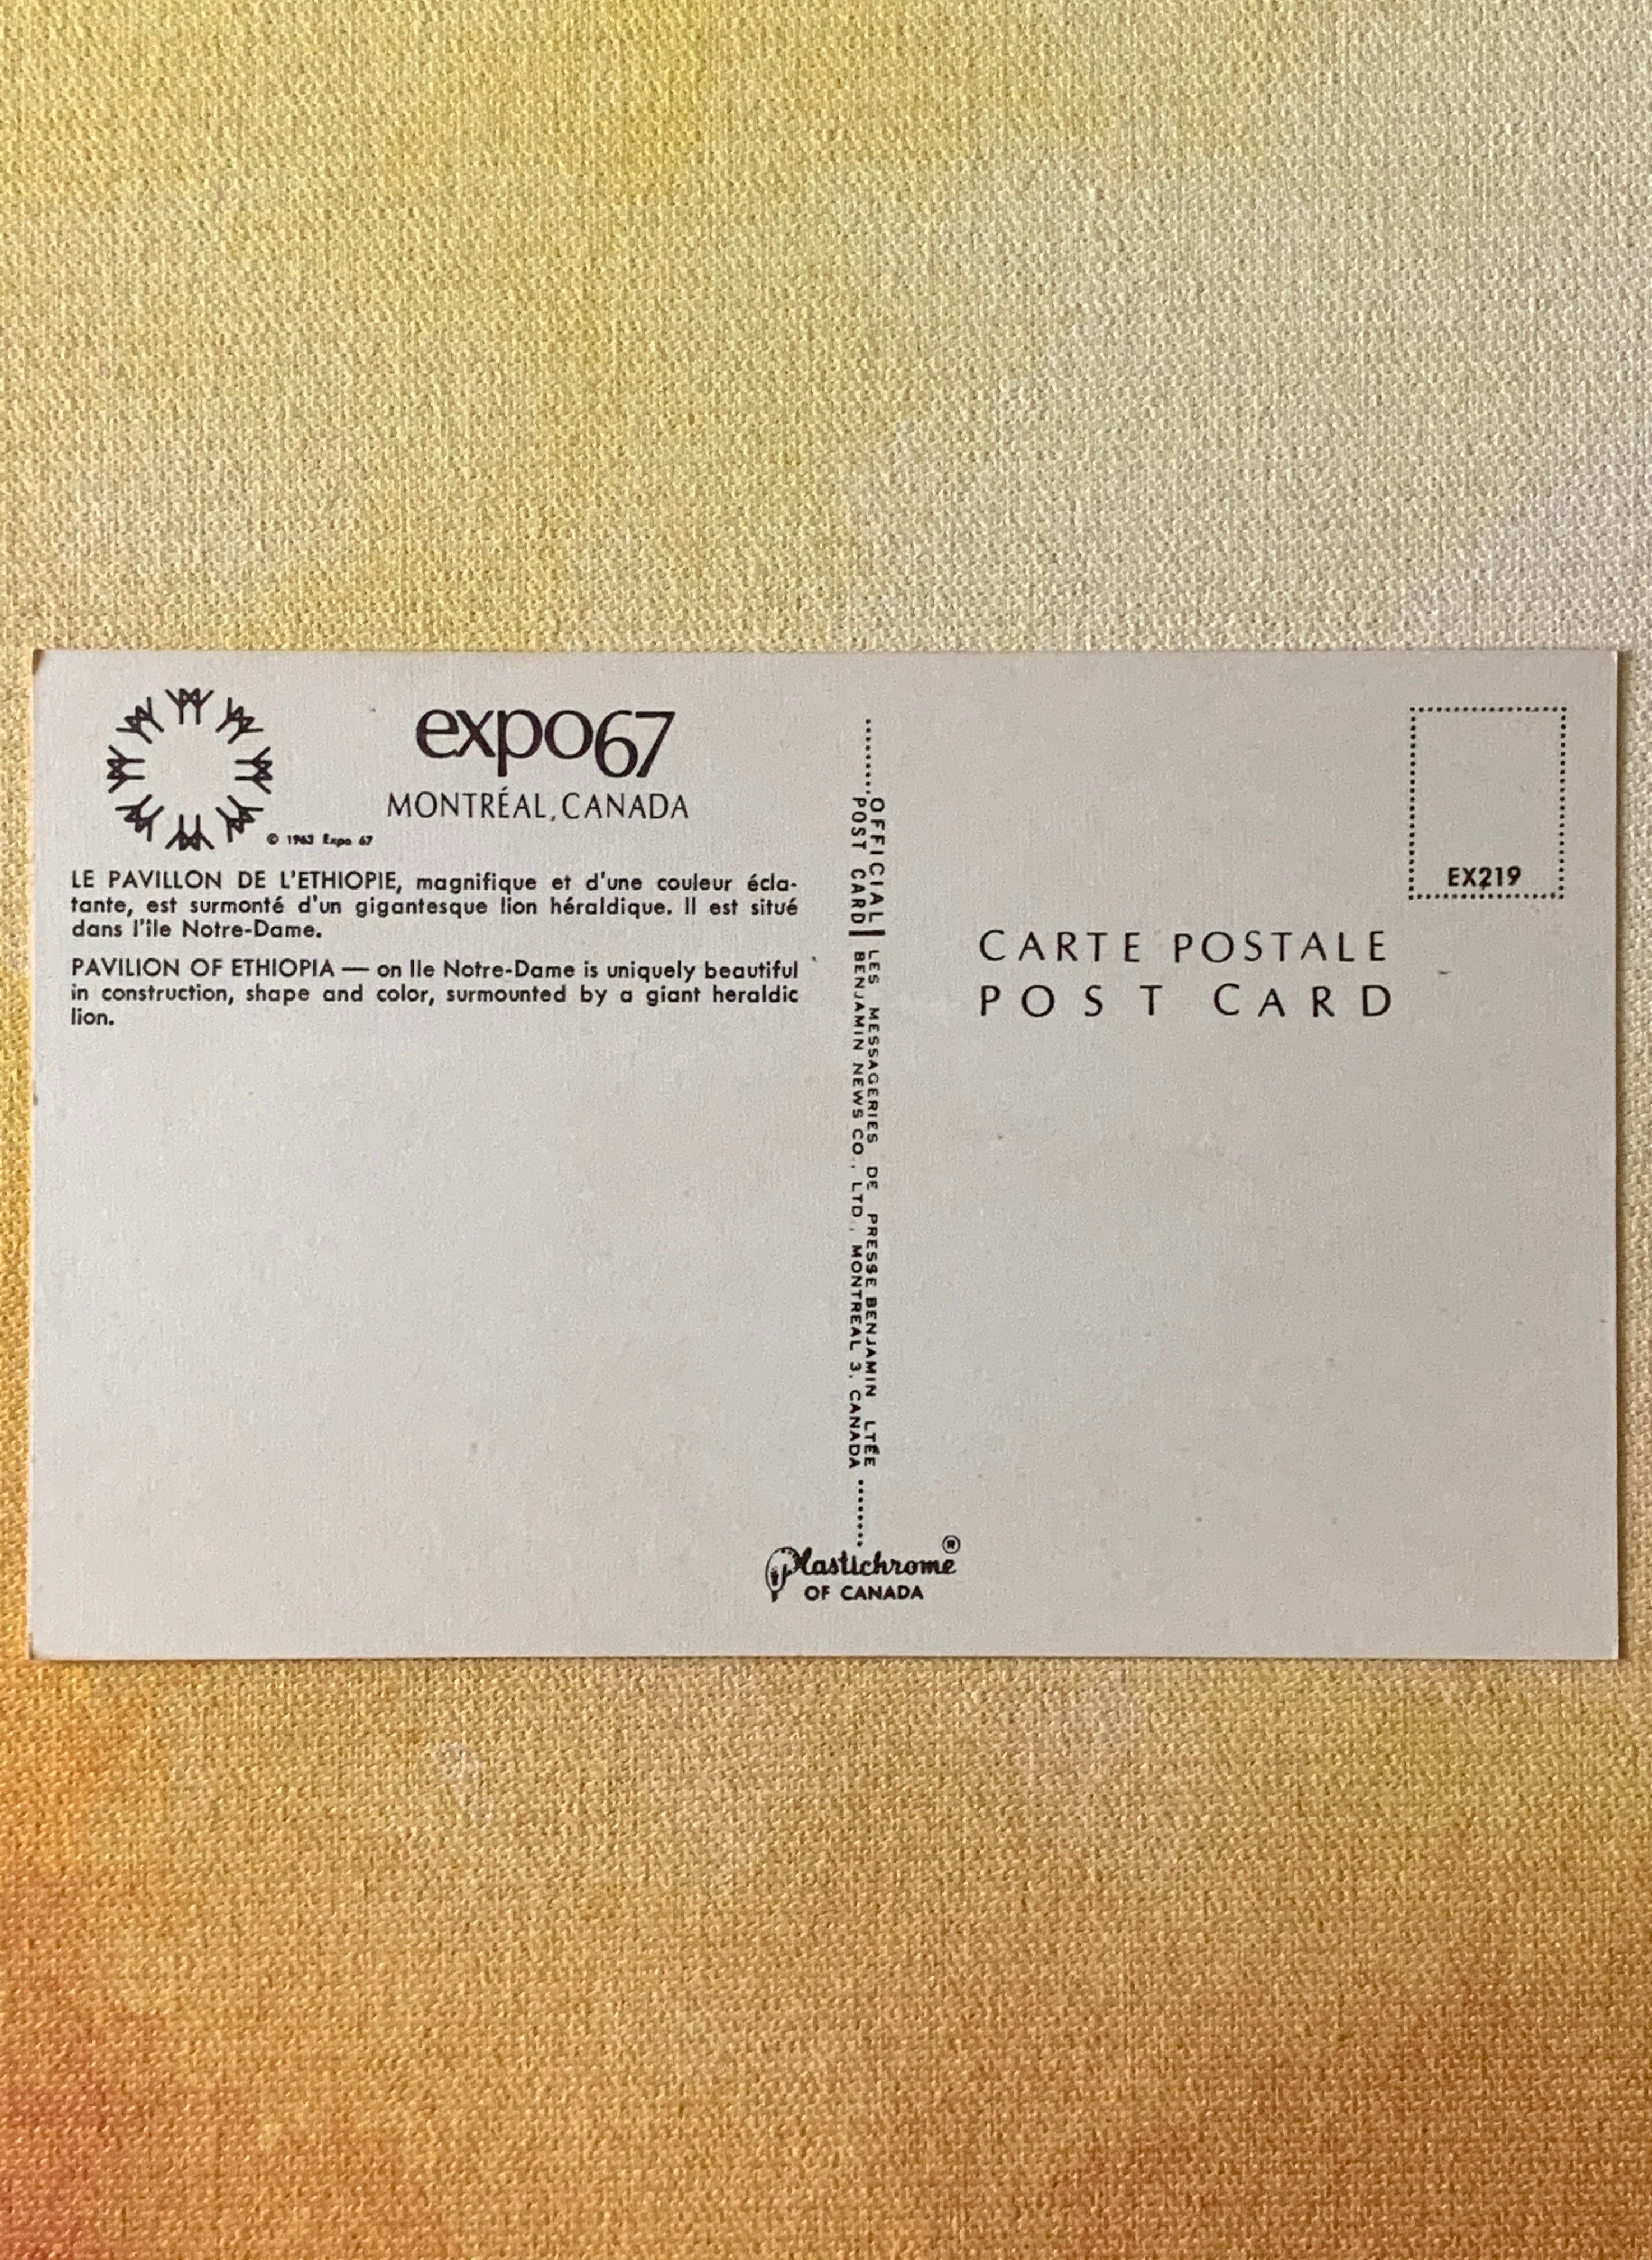 expo67
MONTRÉAL, CANADA
© 1963 Expo 67
LE PAVILLON DE L'ETHIOPIE, magnifique et d'une couleur écla-
tante, est surmonté d'un gigantesque lion héraldique. Il est situé
dans l'île Notre-Dame.
PAVILION OF ETHIOPIA — on Ile Notre-Dame is uniquely beautiful
in construction, shape and color, surmounted by a giant heraldic
lion.
OFFICIAL
POST CARD
LES MESSAGERIES DE PRESSE BENJAMIN LTÉE
BENJAMIN NEWS CO., LTD., MONTREAL 3, CANADA
Plastichrome ®
OF CANADA
EX219
CARTE POSTALE
POST CARD